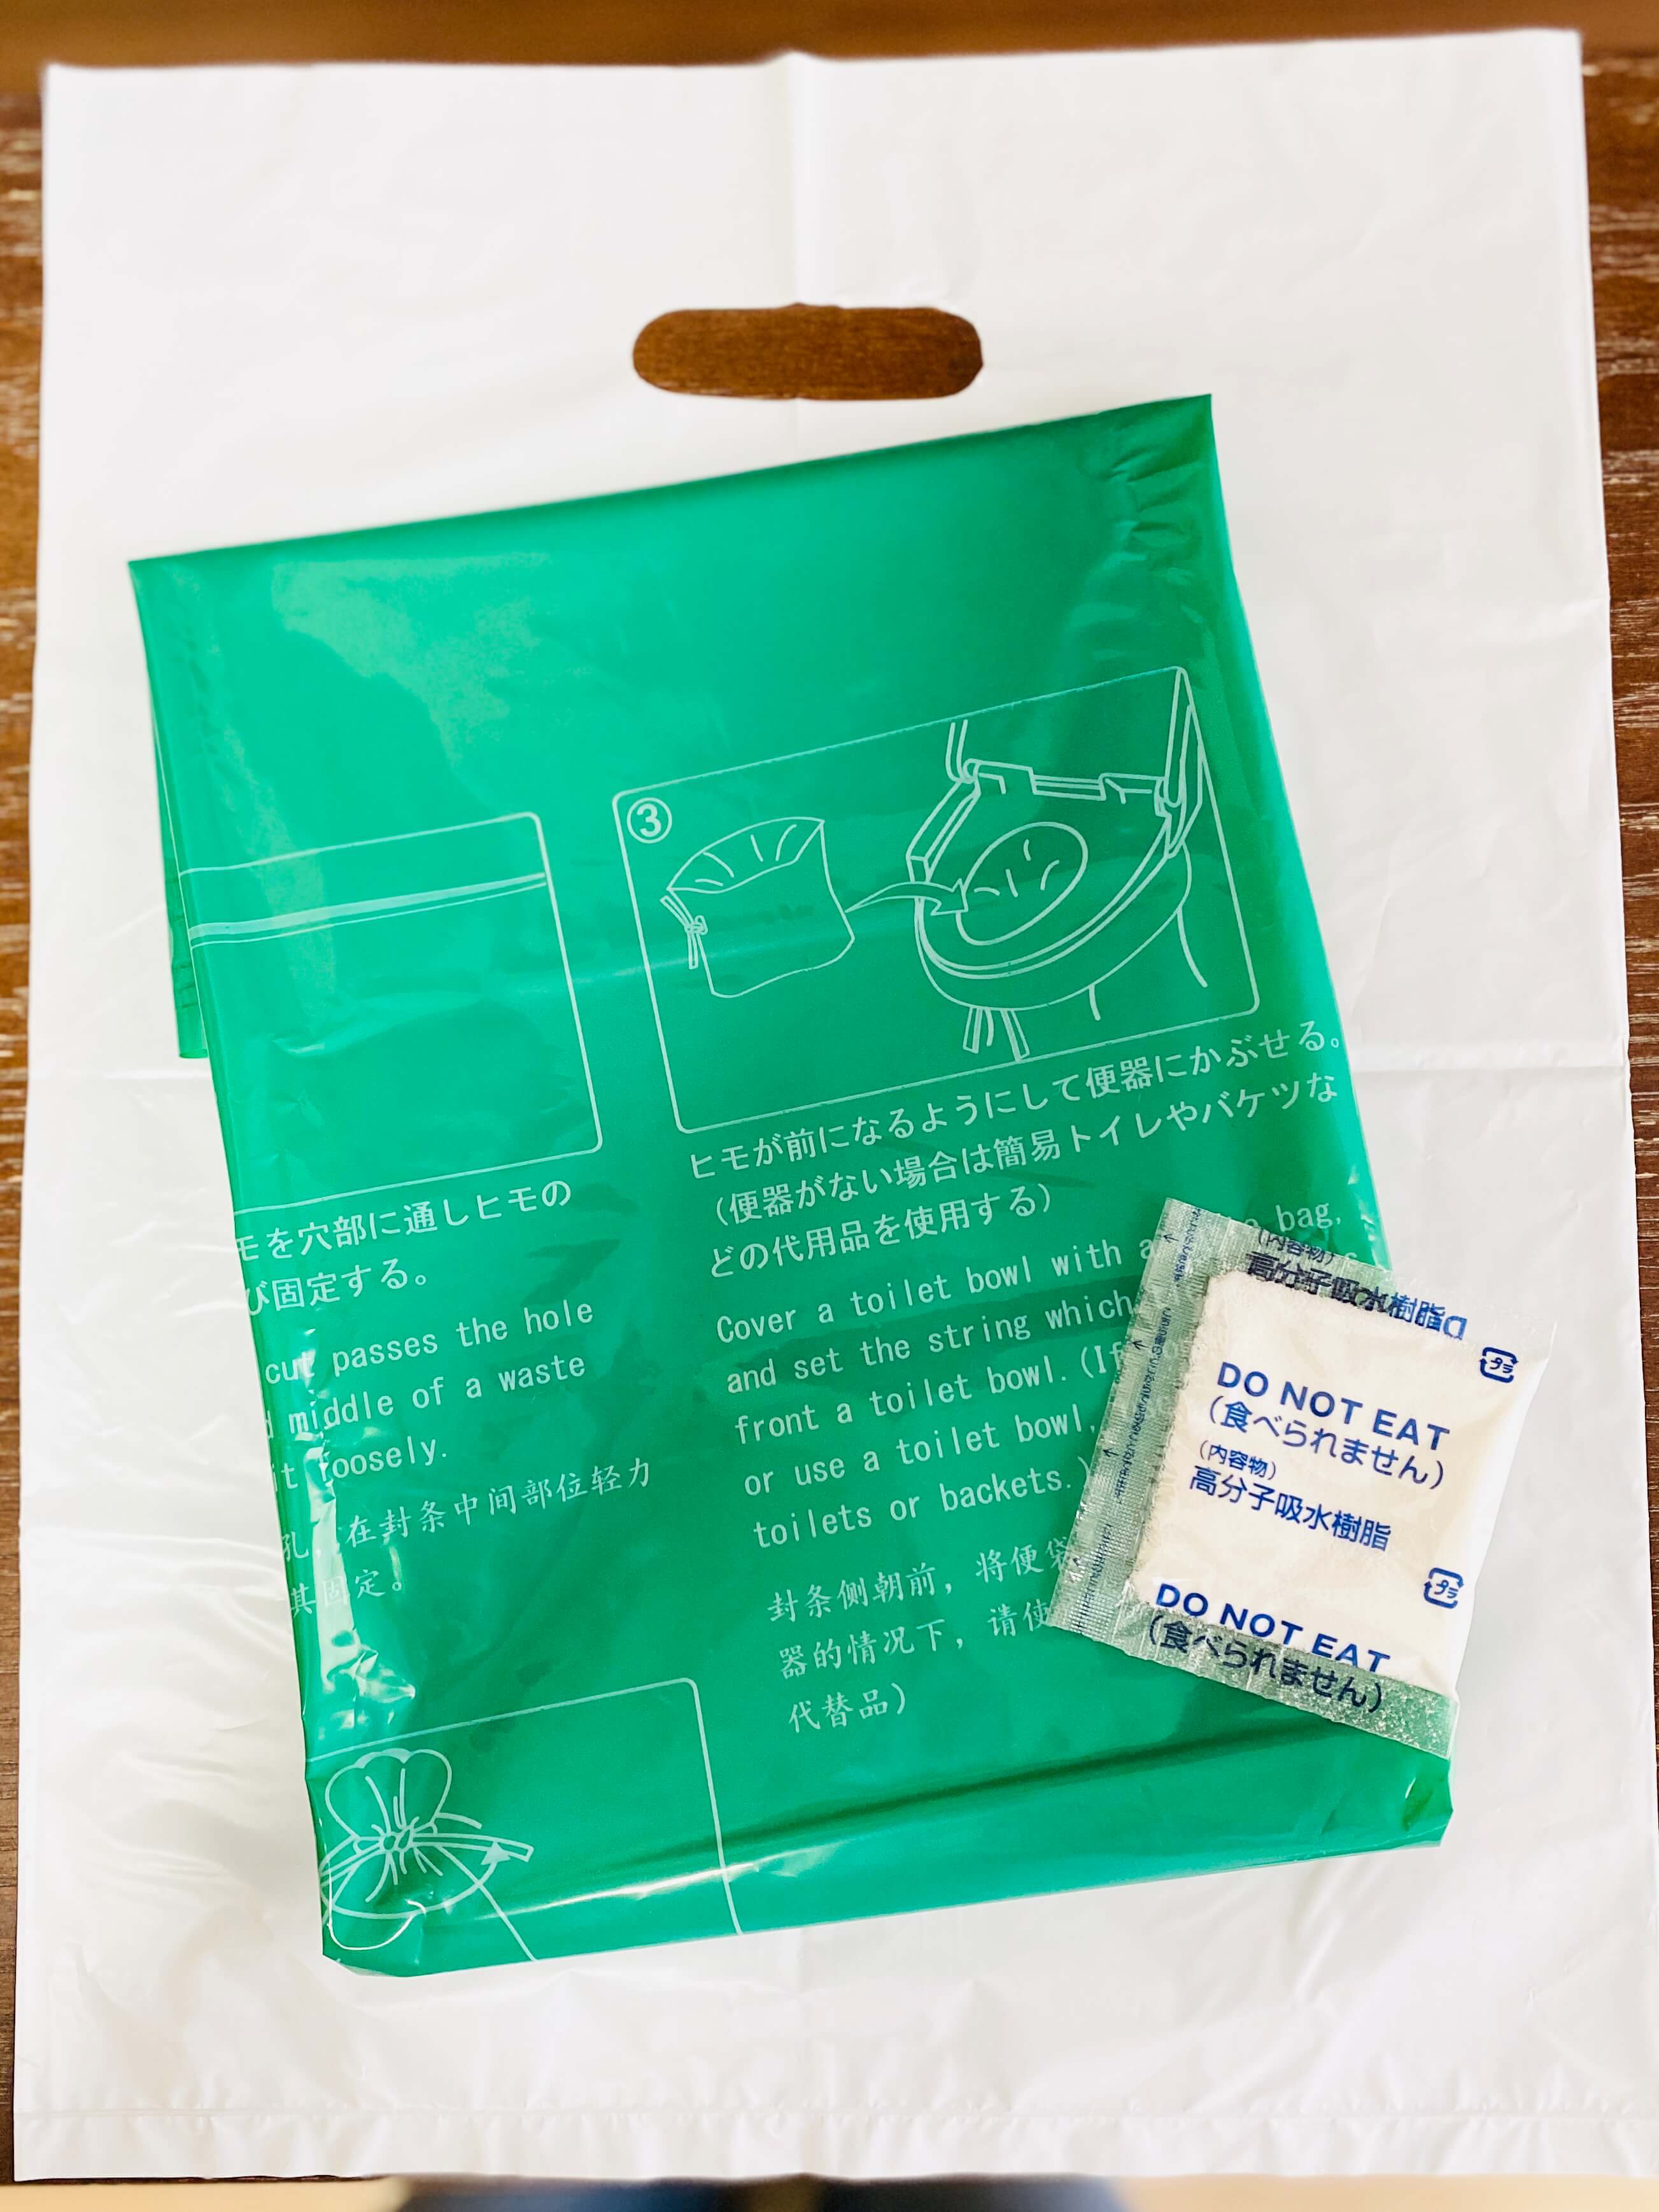 ③
モを穴部に通しヒモの
び固定する。
cut passes the hole
middle of a waste
it loosely.
孔，在封条中间部位轻力
其固定。
ヒモが前になるようにして便器にかぶせる。
（便器がない場合は簡易トイレやバケツな
どの代用品を使用する）
Cover a toilet bowl with a bag,
and set the string which
front a toilet bowl. (If
or use a toilet bowl,
toilets or backets.)
封条侧朝前，将便袋
器的情况下，请使
代替品）
(内容物)
高分子吸水樹脂
プラ
DO NOT EAT
(食べられません)
(内容物)
高分子吸水樹脂
プラ
DO NOT EAT
(食べられません)